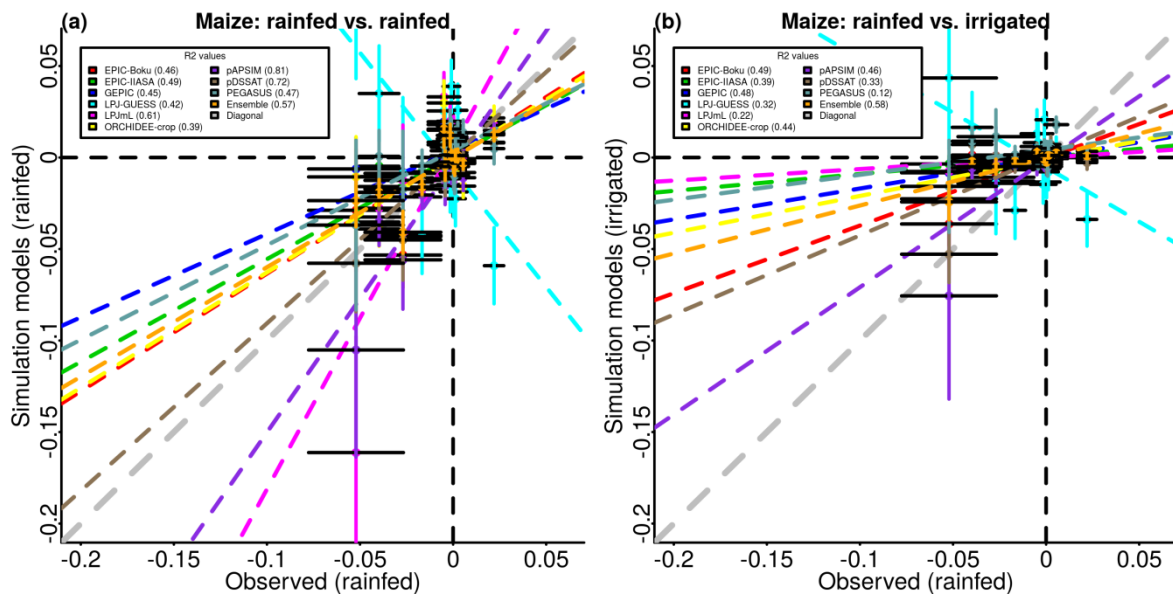 (a) Maize: rainfed vs. rainfed
R2 values
EPIC-Boku (0.46)
EPIC-IIASA (0.49)
GEPIC (0.45)
LPJ-GUESS (0.42)
LPJmL (0.61)
ORCHIDEE-crop (0.39)
pAPSIM (0.81)
pDSSAT (0.72)
PEGASUS (0.47)
Ensemble (0.57)
Diagonal
Simulation models (rainfed)
0.05
0
-0.05
-0.1
-0.15
-0.2
-0.2 -0.15 -0.1 -0.05 0 0.05
Observed (rainfed)
(b) Maize: rainfed vs. irrigated
R2 values
EPIC-Boku (0.49)
EPIC-IIASA (0.39)
GEPIC (0.48)
LPJ-GUESS (0.32)
LPJmL (0.22)
ORCHIDEE-crop (0.44)
pAPSIM (0.46)
pDSSAT (0.33)
PEGASUS (0.12)
Ensemble (0.58)
Diagonal
Simulation models (irrigated)
0.05
0
-0.05
-0.1
-0.15
-0.2
-0.2 -0.15 -0.1 -0.05 0 0.05
Observed (rainfed)